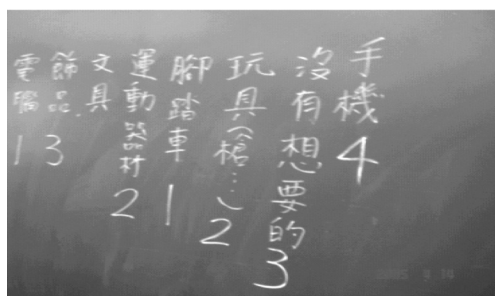 手機 4
沒有想要的 3
玩具(槍…) 2
腳踏車 1
運動器材 2
文具
飾品 3
電腦 1